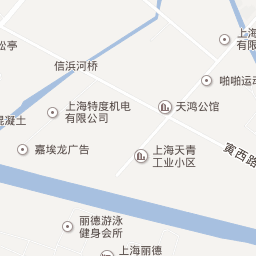 上海
松亭
信浜河桥
啪啪运动
上海特度机电
有限公司
天鸿公馆
混凝土
嘉埃龙广告
上海天青
工业小区
寅西路
丽德游泳
健身会所
上海丽德